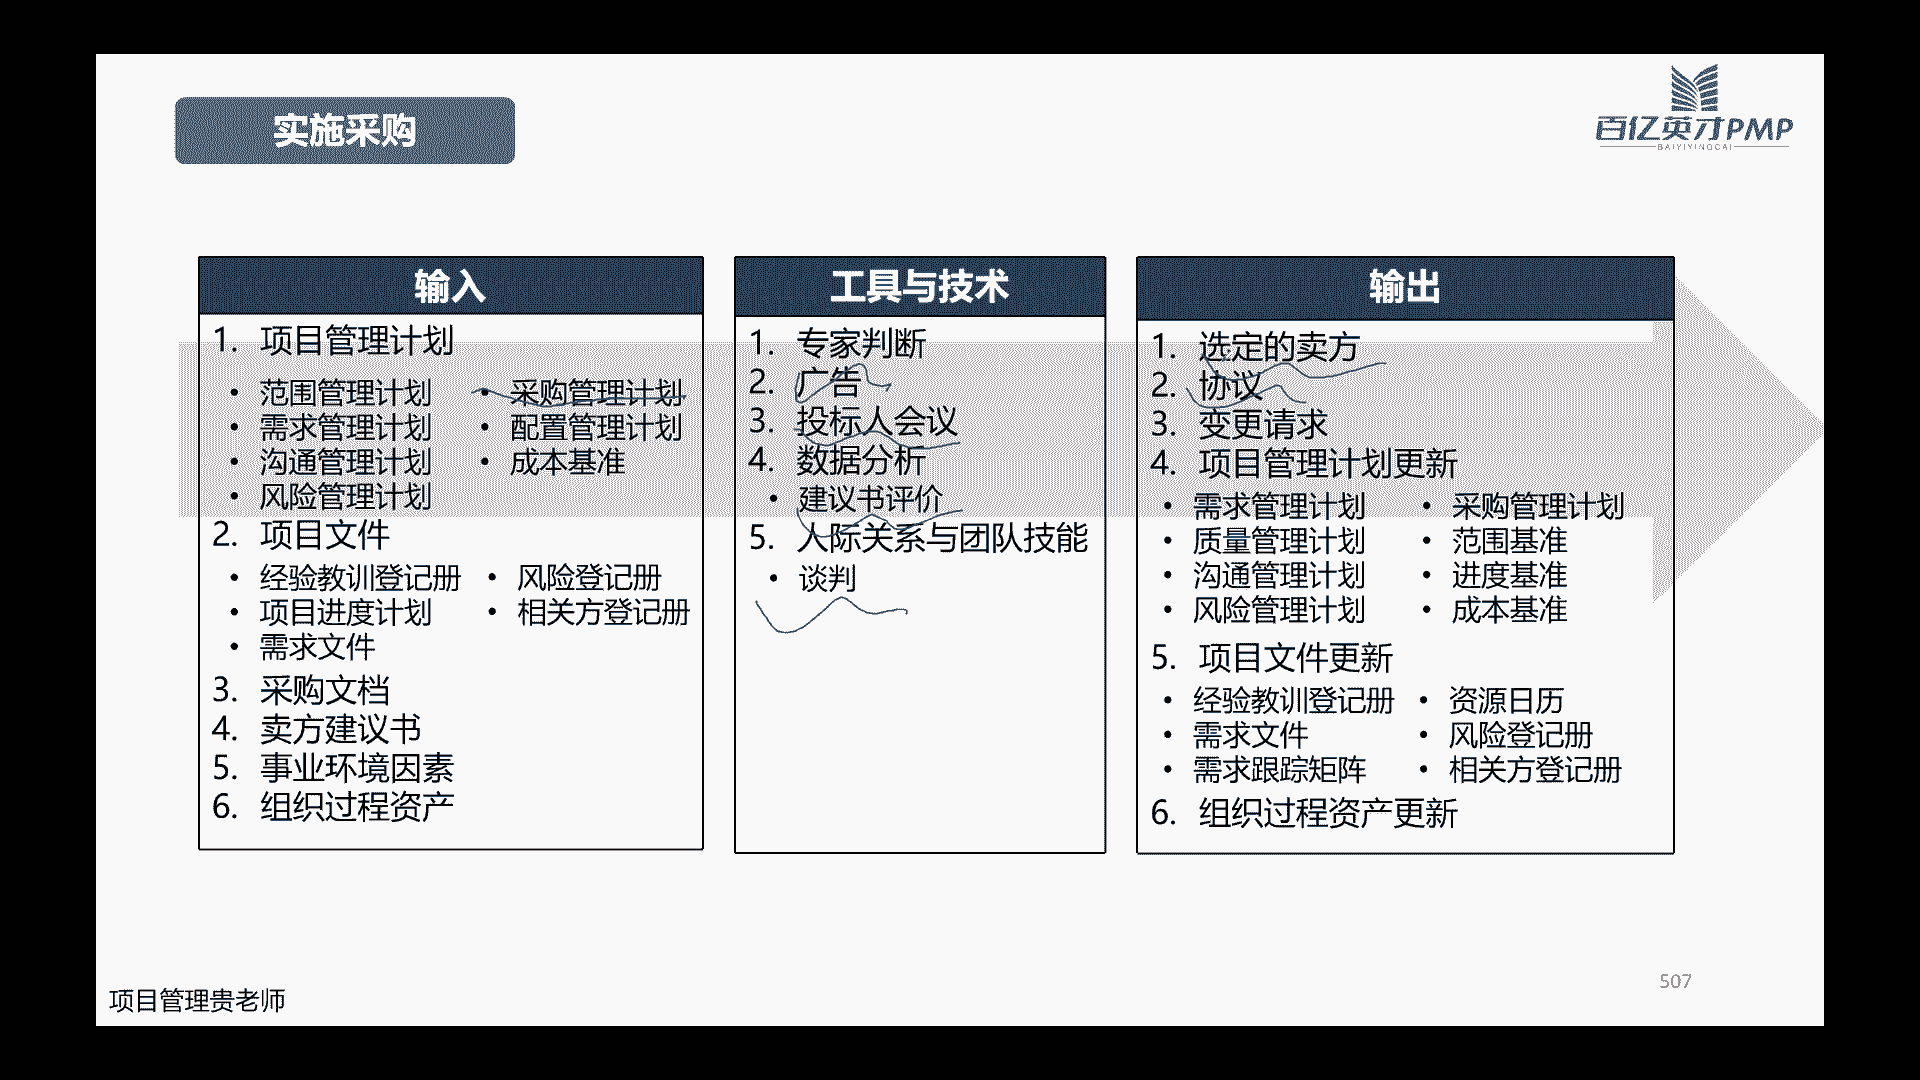 实施采购
百亿英才PMP
BAIYIYINGCAI
输入
1. 项目管理计划
• 范围管理计划 • 采购管理计划
• 需求管理计划 • 配置管理计划
• 沟通管理计划 • 成本基准
• 风险管理计划
2. 项目文件
• 经验教训登记册 • 风险登记册
• 项目进度计划 • 相关方登记册
• 需求文件
3. 采购文档
4. 卖方建议书
5. 事业环境因素
6. 组织过程资产
工具与技术
1. 专家判断
2. 广告
3. 投标人会议
4. 数据分析
• 建议书评价
5. 人际关系与团队技能
• 谈判
输出
1. 选定的卖方
2. 协议
3. 变更请求
4. 项目管理计划更新
• 需求管理计划 • 采购管理计划
• 质量管理计划 • 范围基准
• 沟通管理计划 • 进度基准
• 风险管理计划 • 成本基准
5. 项目文件更新
• 经验教训登记册 • 资源日历
• 需求文件 • 风险登记册
• 需求跟踪矩阵 • 相关方登记册
6. 组织过程资产更新
507
项目管理贵老师